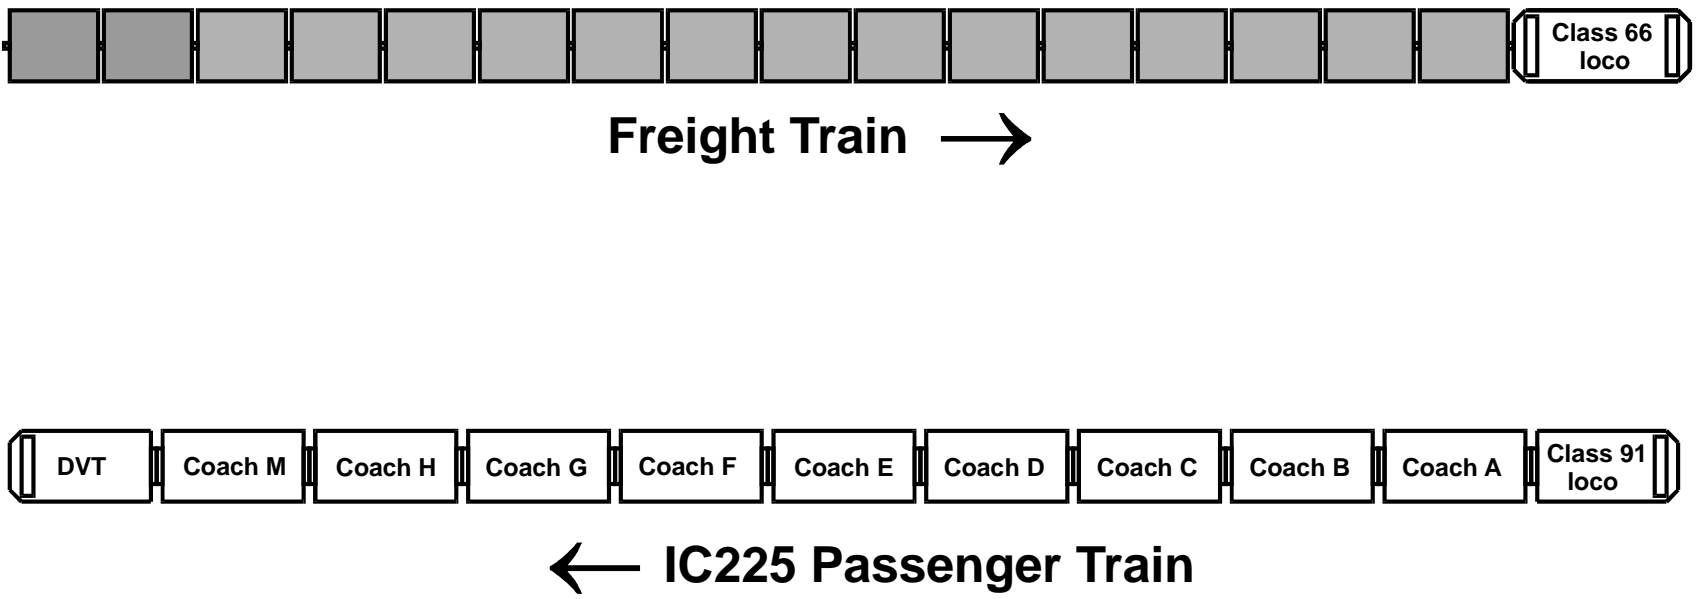 Class 66
loco
Freight Train
DVT
Coach M
Coach H
Coach G
Coach F
Coach E
Coach D
Coach C
Coach B
Coach A
Class 91
loco
IC225 Passenger Train